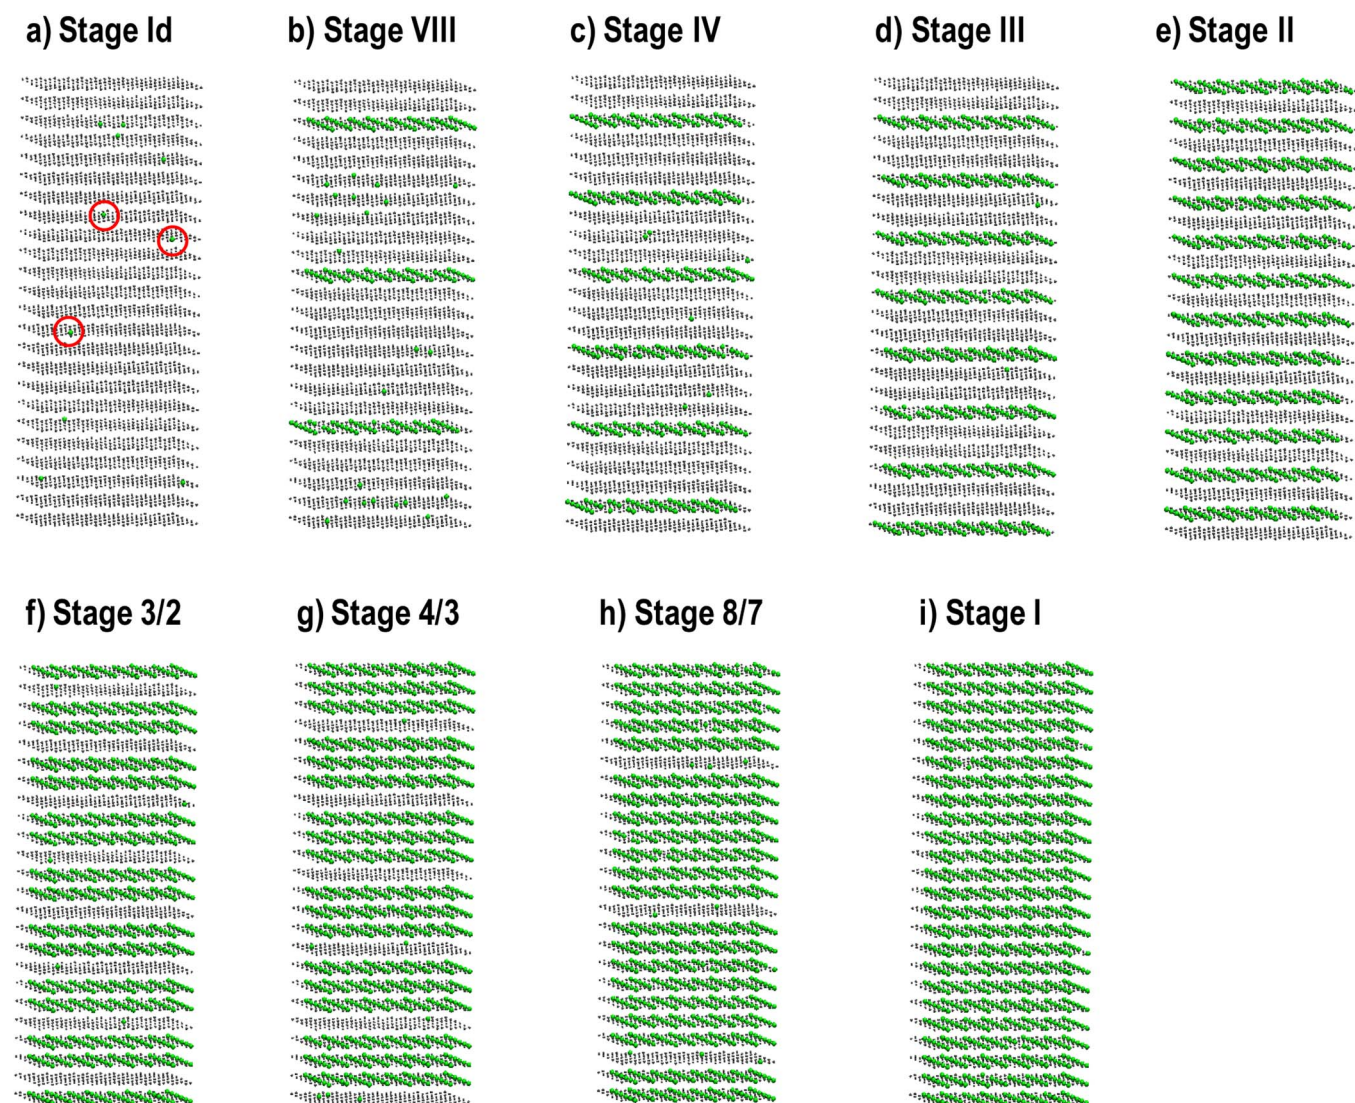 a) Stage Id
b) Stage VIII
c) Stage IV
d) Stage III
e) Stage II
f) Stage 3/2
g) Stage 4/3
h) Stage 8/7
i) Stage I